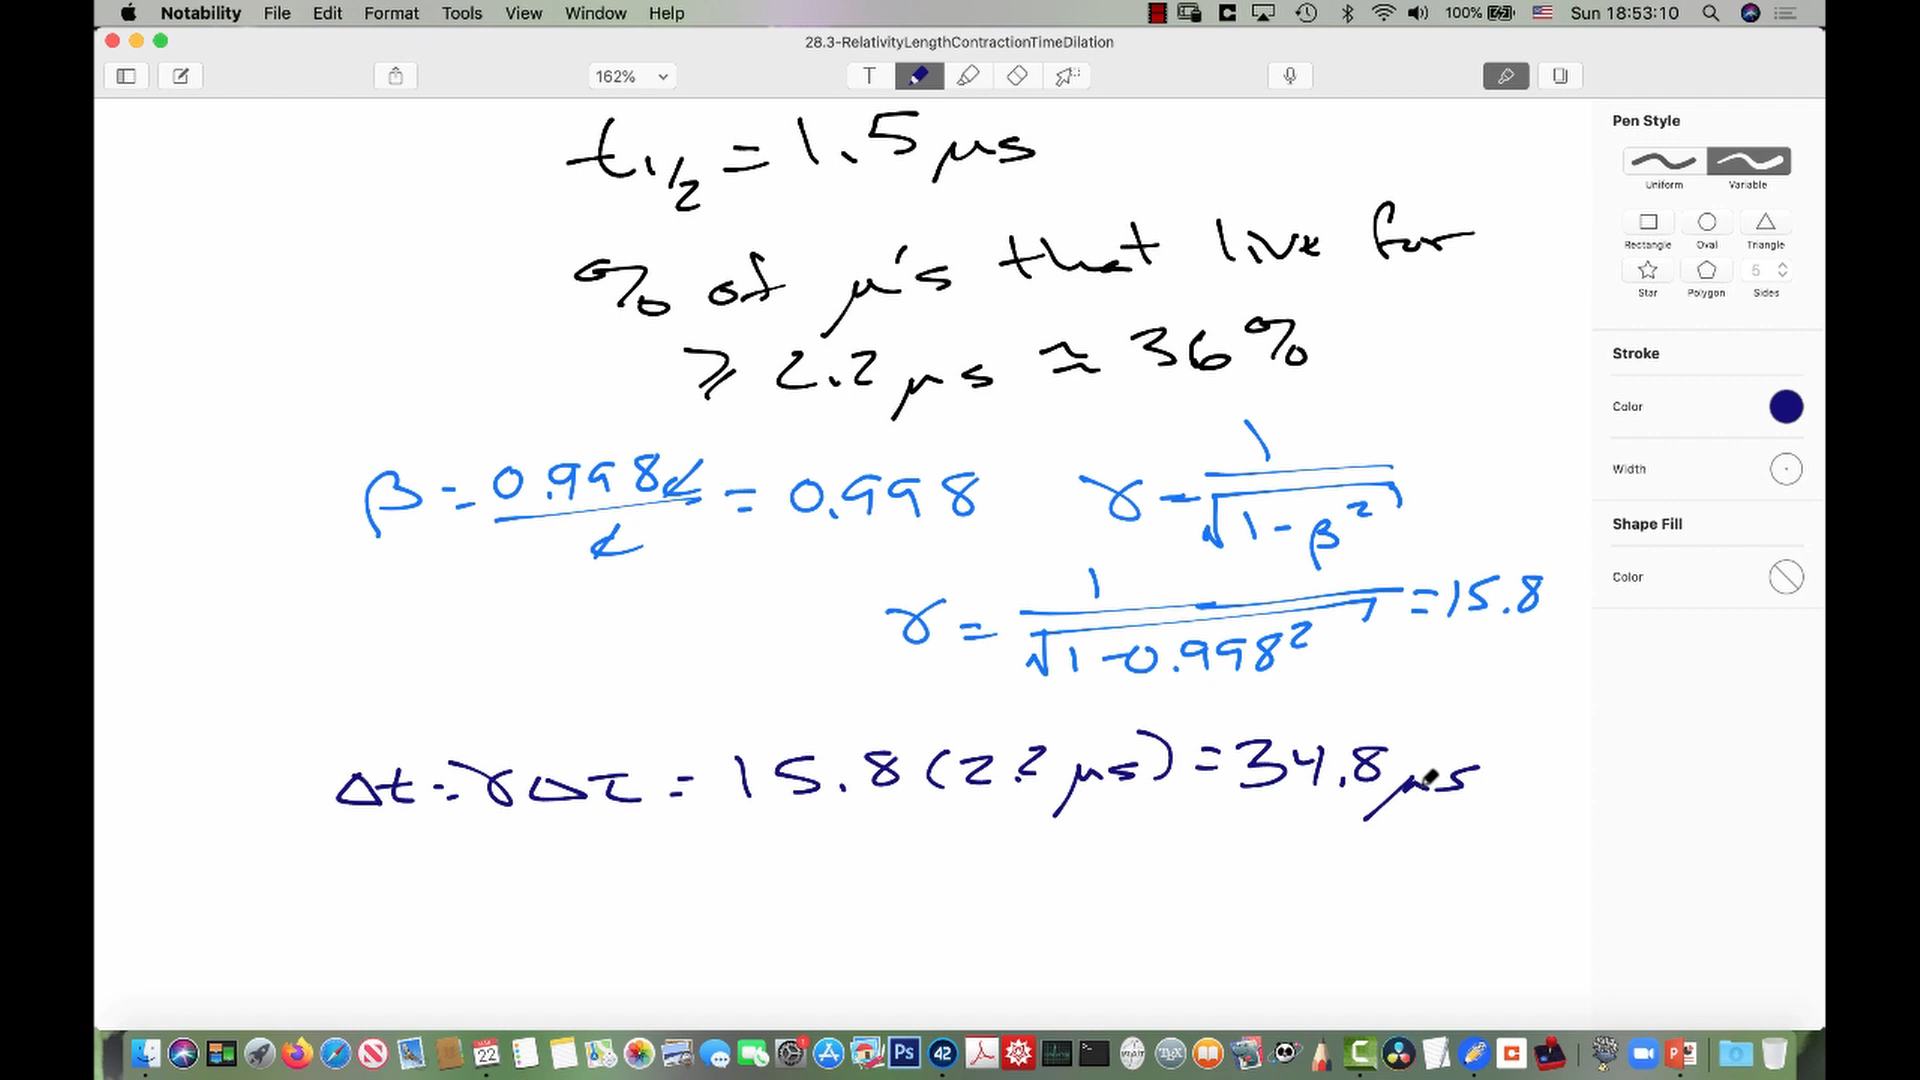 Notability File Edit Format Tools View Window Help 100% Sun 18:53:10
28.3-RelativityLengthContractionTimeDilation
162% T
Pen Style
Uniform Variable
Rectangle Oval Triangle
5
Star Polygon Sides
Stroke
Color
Width
Shape Fill
Color
t1/2 = 1.5 μs
% of μ's that live for
≥ 2.2 μs ≈ 36%
β = 0.998c/c = 0.998 γ = 1/√(1-β²)
γ = 1/√(1-0.998²) = 15.8
Δt = γΔτ = 15.8 (2.2 μs) = 34.8 μs
22 Ps 42